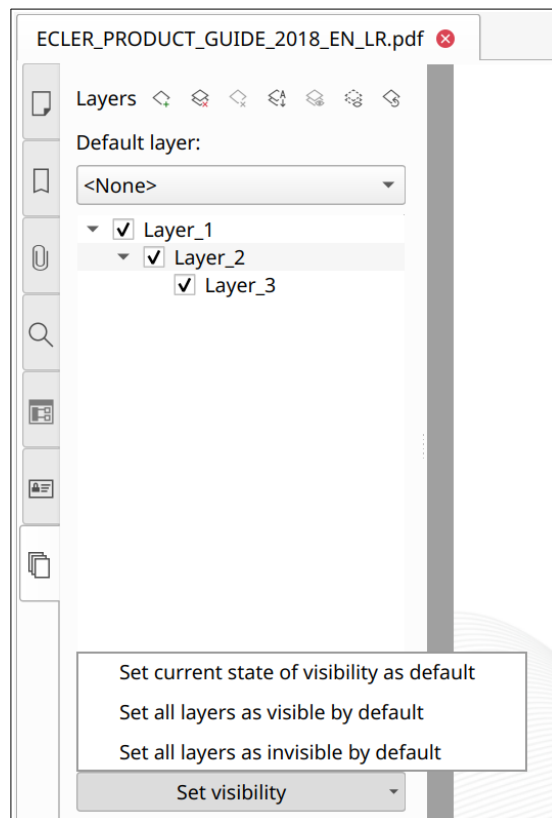 ECLER_PRODUCT_GUIDE_2018_EN_LR.pdf
Layers
Default layer:
<None>
Layer_1
Layer_2
Layer_3
Set current state of visibility as default
Set all layers as visible by default
Set all layers as invisible by default
Set visibility